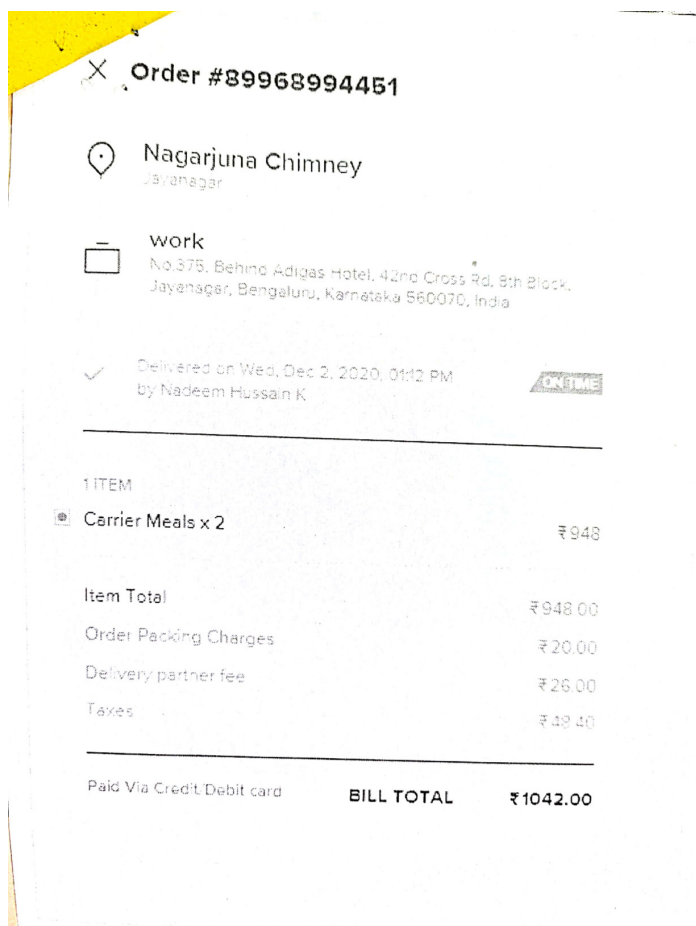 Order #89968994451
Nagarjuna Chimney
Jayanagar
work
No.375, Behind Adigas Hotel, 42nd Cross Rd, 8th Block,
Jayanagar, Bengaluru, Karnataka 560070, India
Delivered on Wed, Dec 2, 2020, 01:12 PM
by Nadeem Hussain K
ON TIME
1 ITEM
Carrier Meals x 2 ₹948
Item Total ₹948.00
Order Packing Charges ₹20.00
Delivery partner fee ₹26.00
Taxes ₹48.40
Paid Via Credit/Debit card BILL TOTAL ₹1042.00